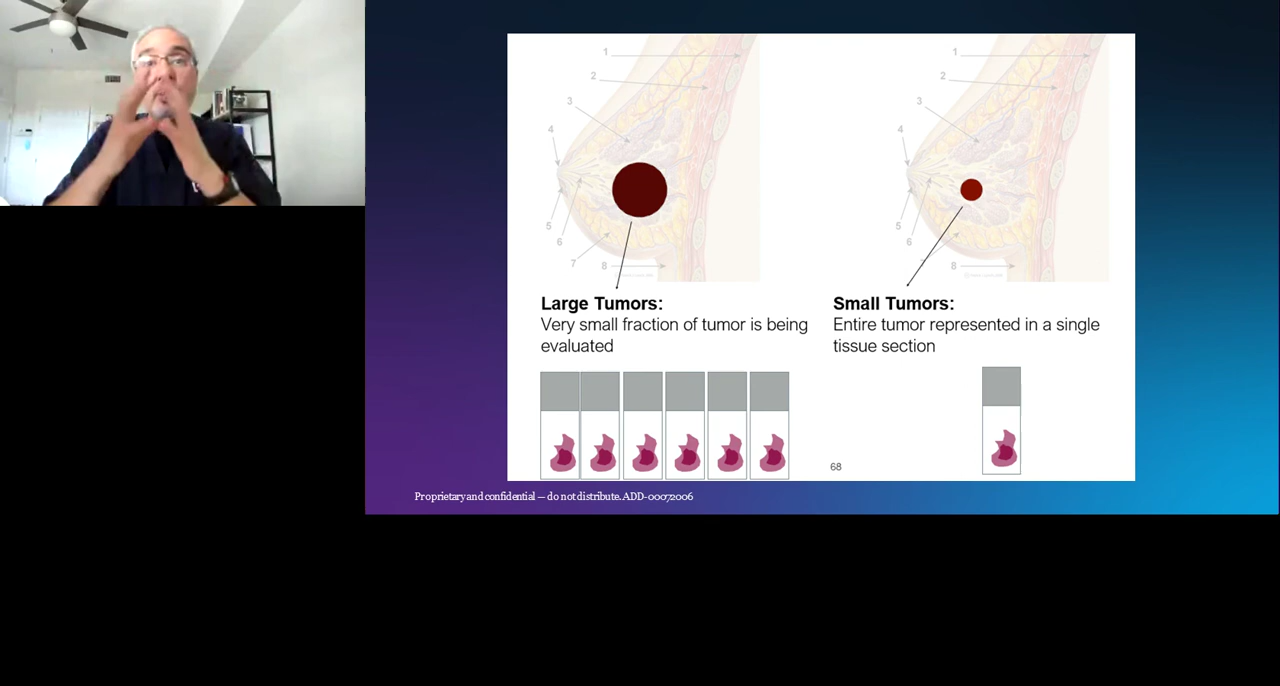 1
2
3
4
5
6
7
8
1
2
3
4
5
6
7
8
Large Tumors:
Very small fraction of tumor is being
evaluated
Small Tumors:
Entire tumor represented in a single
tissue section
68
Proprietary and confidential — do not distribute. ADD-00072006